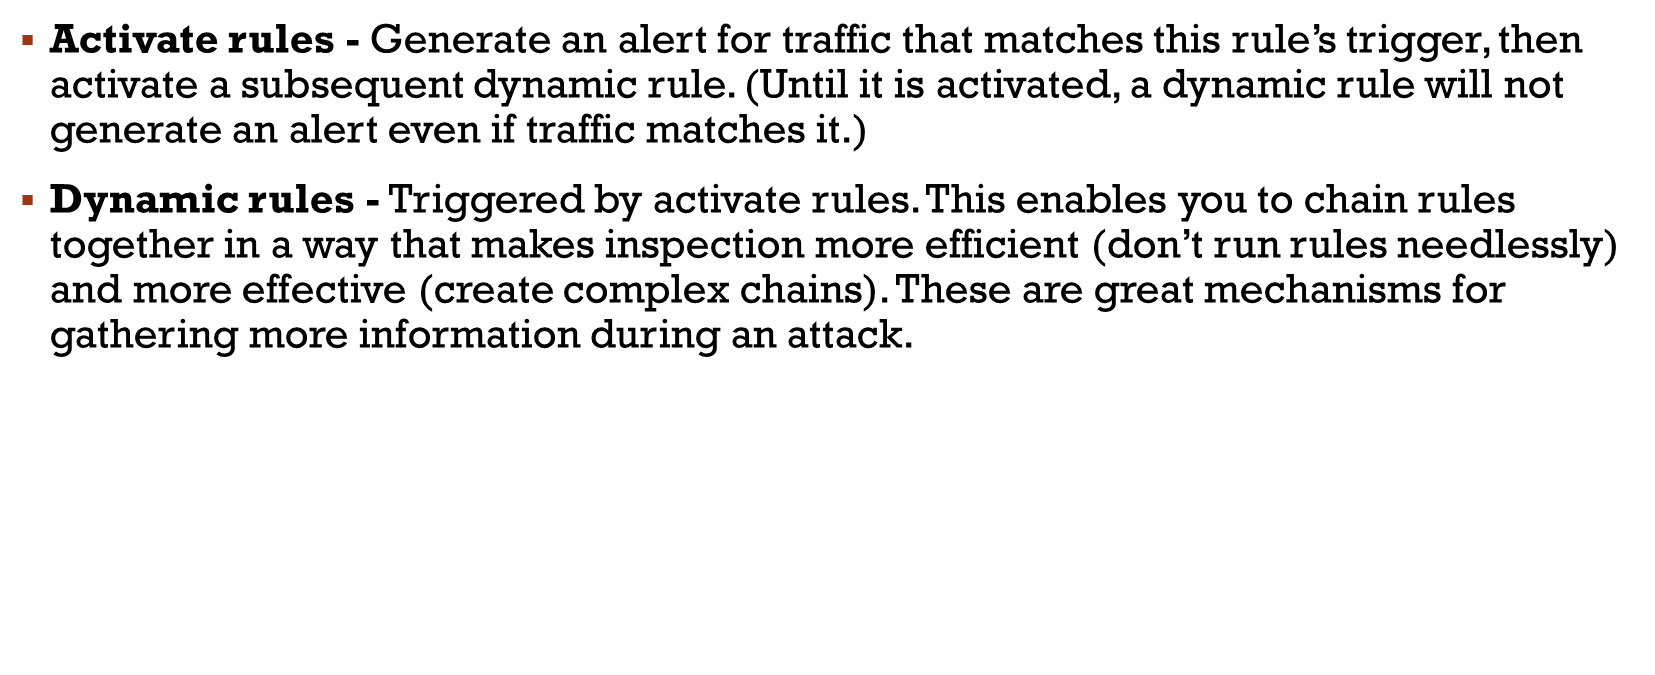 ▪ Activate rules - Generate an alert for traffic that matches this rule’s trigger, then
activate a subsequent dynamic rule. (Until it is activated, a dynamic rule will not
generate an alert even if traffic matches it.)
▪ Dynamic rules - Triggered by activate rules. This enables you to chain rules
together in a way that makes inspection more efficient (don’t run rules needlessly)
and more effective (create complex chains). These are great mechanisms for
gathering more information during an attack.